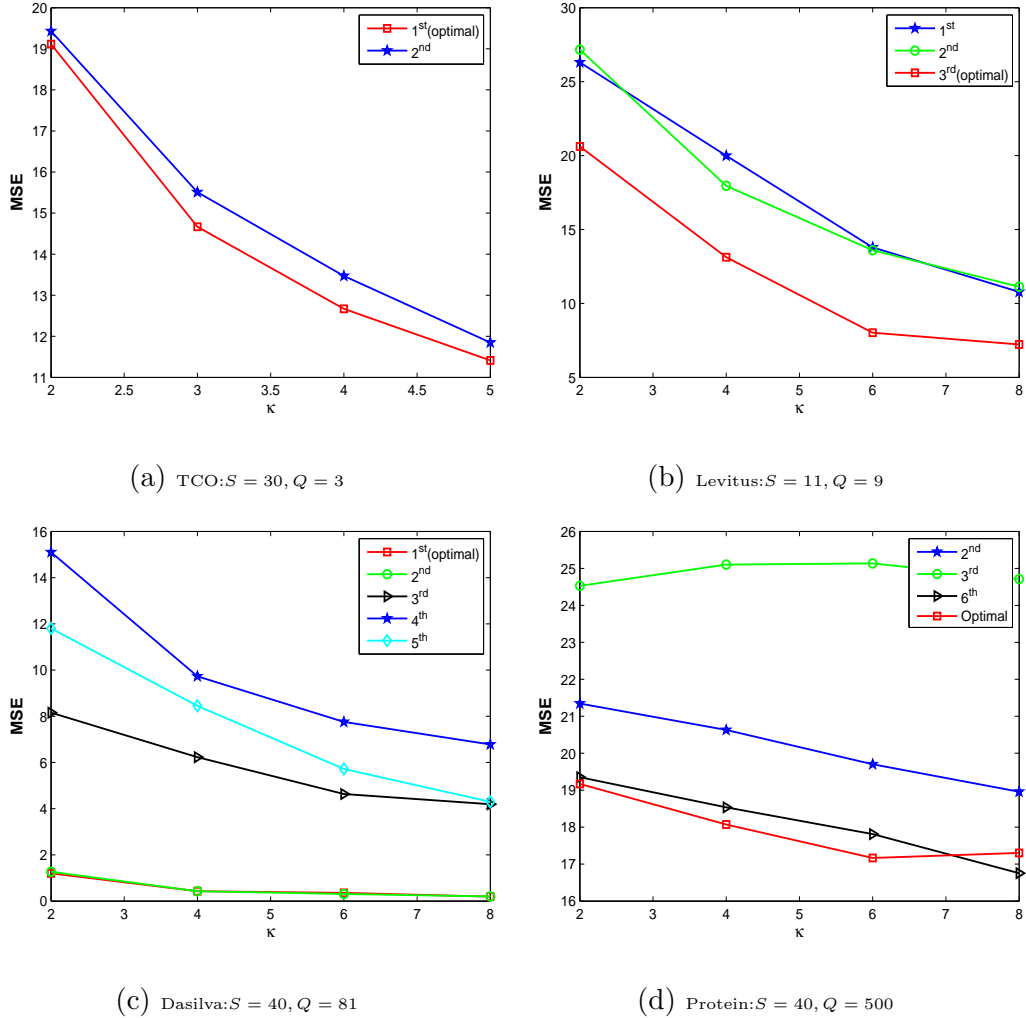 20
19
18
17
16
15
14
13
12
11
MSE
2 2.5 3 3.5 4 4.5 5
κ
1st(optimal)
2nd
(a) TCO:S = 30, Q = 3
30
25
20
15
10
5
MSE
2 3 4 5 6 7 8
κ
1st
2nd
3rd(optimal)
(b) Levitus:S = 11, Q = 9
16
14
12
10
8
6
4
2
0
MSE
2 3 4 5 6 7 8
κ
1st(optimal)
2nd
3rd
4th
5th
(c) Dasilva:S = 40, Q = 81
26
25
24
23
22
21
20
19
18
17
16
MSE
2 3 4 5 6 7 8
κ
2nd
3rd
6th
Optimal
(d) Protein:S = 40, Q = 500